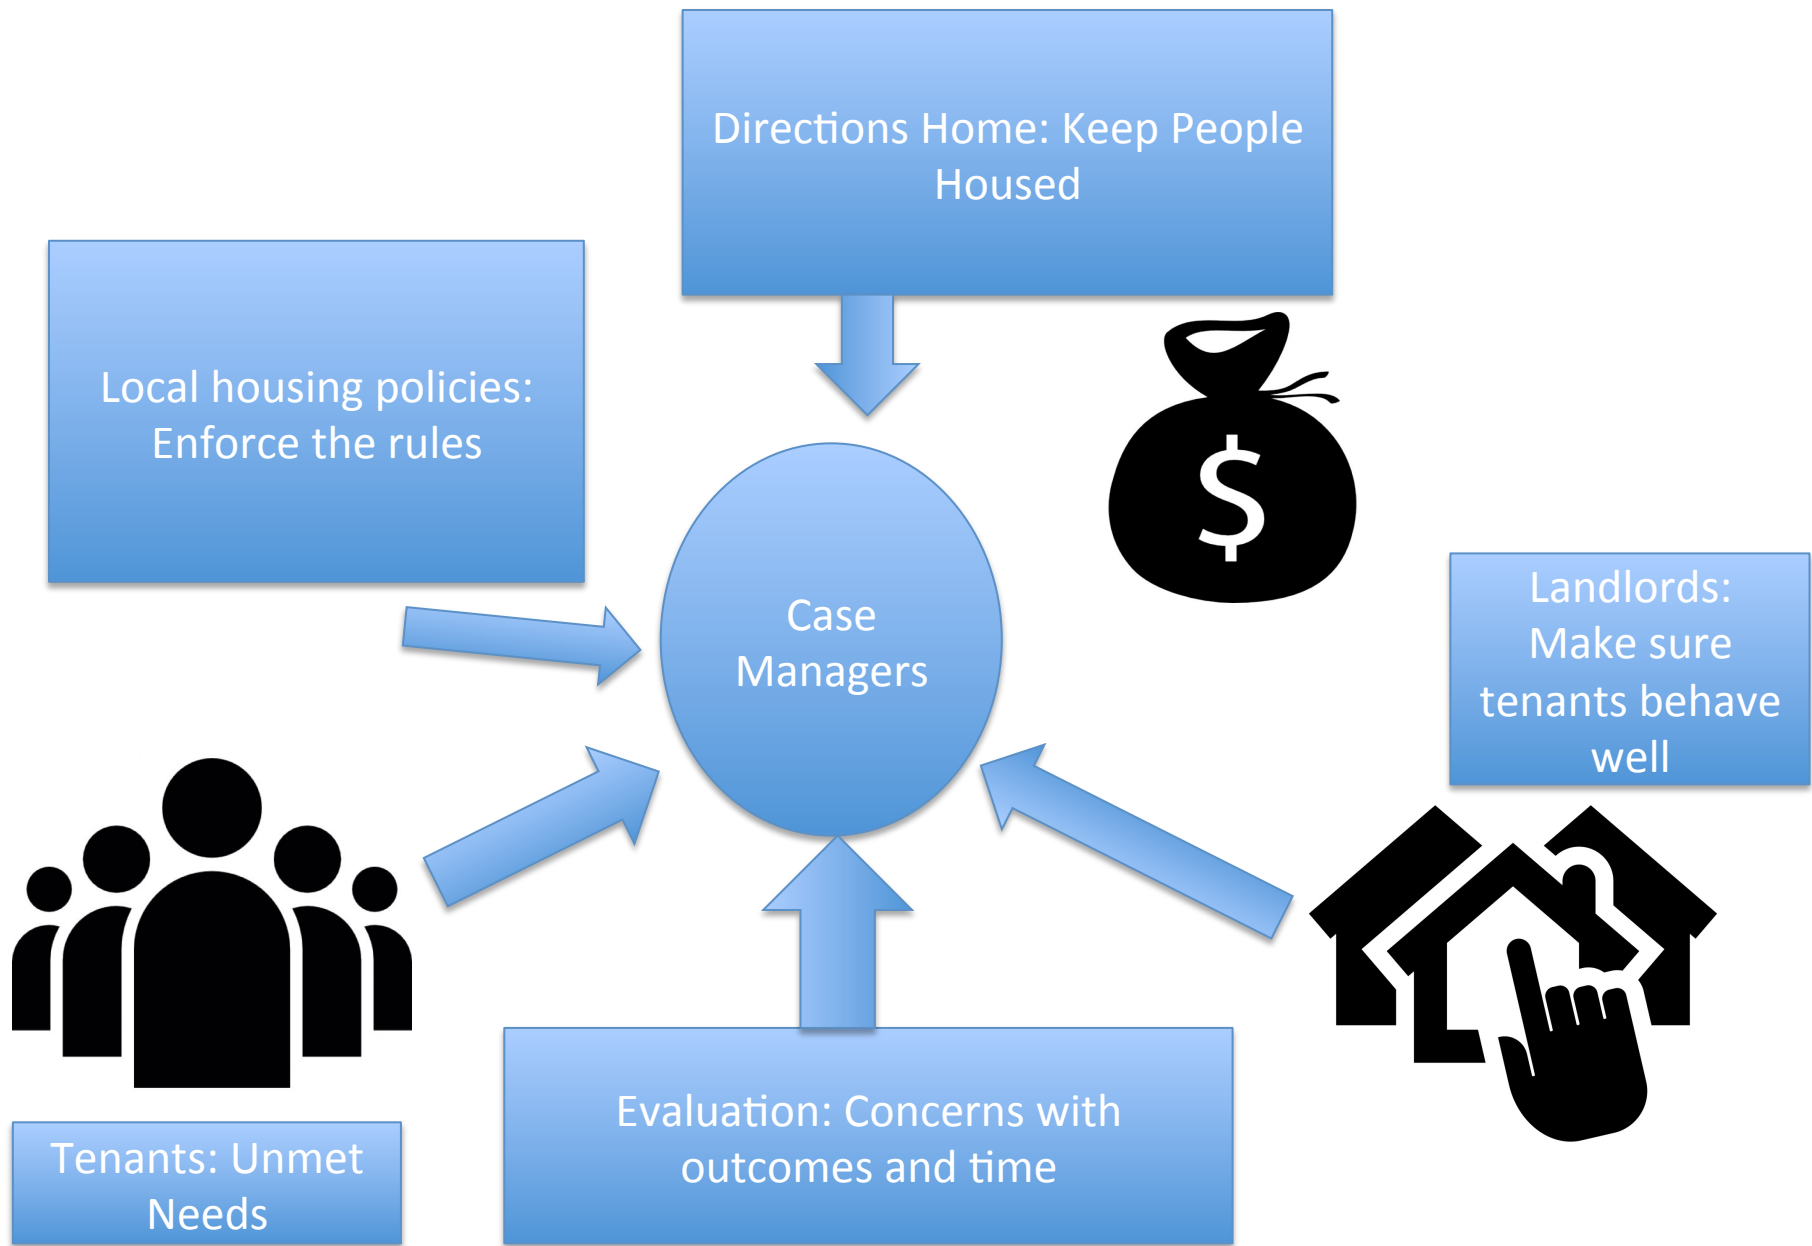 Directions Home: Keep People
Housed
Local housing policies:
Enforce the rules
$
Case
Managers
Landlords:
Make sure
tenants behave
well
Evaluation: Concerns with
outcomes and time
Tenants: Unmet
Needs